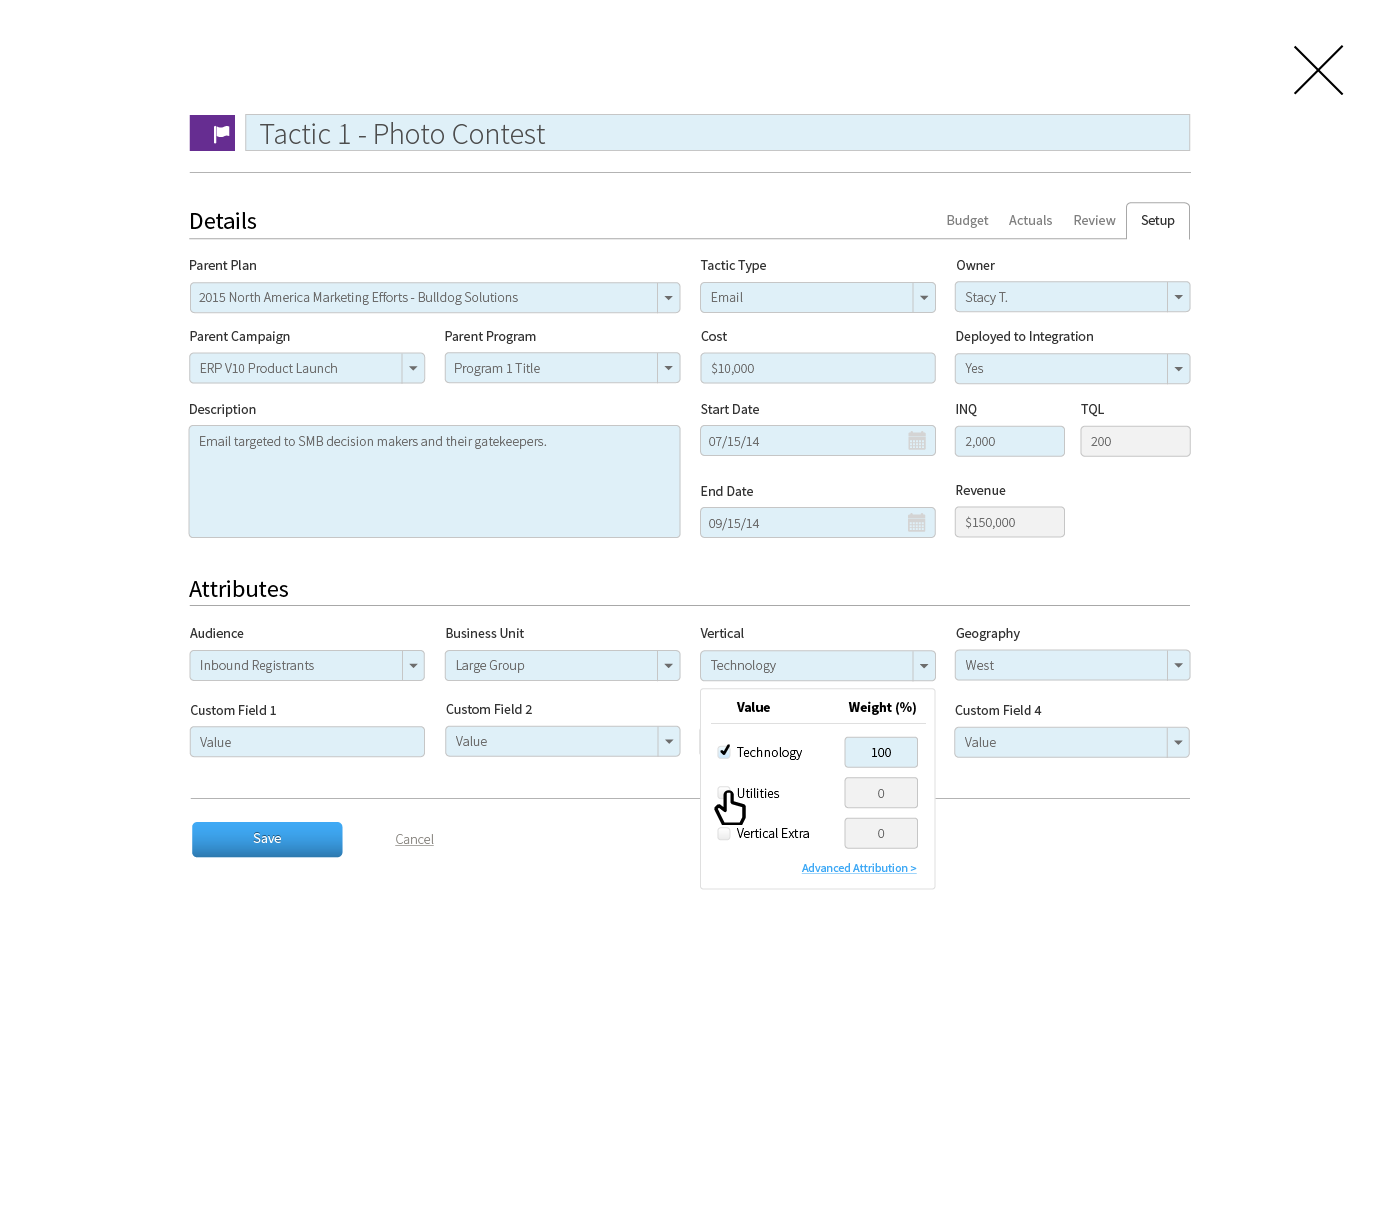 Tactic 1 - Photo Contest
Details
Budget
Actuals
Review
Setup
Parent Plan
Tactic Type
Owner
2015 North America Marketing Efforts - Bulldog Solutions
Email
Stacy T.
Parent Campaign
Parent Program
Cost
Deployed to Integration
ERP V10 Product Launch
Program 1 Title
$10,000
Yes
Description
Start Date
INQ
TQL
Email targeted to SMB decision makers and their gatekeepers.
07/15/14
2,000
200
End Date
Revenue
09/15/14
$150,000
Attributes
Audience
Business Unit
Vertical
Geography
Inbound Registrants
Large Group
Technology
West
Custom Field 1
Custom Field 2
Value
Weight (%)
Custom Field 4
Value
Value
Technology
100
Value
Utilities
0
Vertical Extra
0
Advanced Attribution >
Save
Cancel